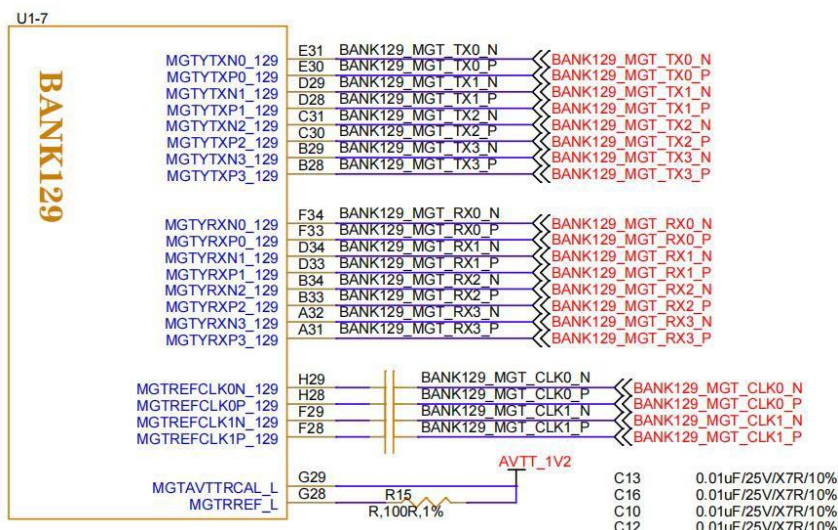 U1-7
BANK129
MGTYTXN0_129 E31 BANK129_MGT_TX0_N BANK129_MGT_TX0_N
MGTYTXP0_129 E30 BANK129_MGT_TX0_P BANK129_MGT_TX0_P
MGTYTXN1_129 D29 BANK129_MGT_TX1_N BANK129_MGT_TX1_N
MGTYTXP1_129 D28 BANK129_MGT_TX1_P BANK129_MGT_TX1_P
MGTYTXN2_129 C31 BANK129_MGT_TX2_N BANK129_MGT_TX2_N
MGTYTXP2_129 C30 BANK129_MGT_TX2_P BANK129_MGT_TX2_P
MGTYTXN3_129 B29 BANK129_MGT_TX3_N BANK129_MGT_TX3_N
MGTYTXP3_129 B28 BANK129_MGT_TX3_P BANK129_MGT_TX3_P
MGTYRXN0_129 F34 BANK129_MGT_RX0_N BANK129_MGT_RX0_N
MGTYRXP0_129 F33 BANK129_MGT_RX0_P BANK129_MGT_RX0_P
MGTYRXN1_129 D34 BANK129_MGT_RX1_N BANK129_MGT_RX1_N
MGTYRXP1_129 D33 BANK129_MGT_RX1_P BANK129_MGT_RX1_P
MGTYRXN2_129 B34 BANK129_MGT_RX2_N BANK129_MGT_RX2_N
MGTYRXP2_129 B33 BANK129_MGT_RX2_P BANK129_MGT_RX2_P
MGTYRXN3_129 A32 BANK129_MGT_RX3_N BANK129_MGT_RX3_N
MGTYRXP3_129 A31 BANK129_MGT_RX3_P BANK129_MGT_RX3_P
MGTREFCLK0N_129 H29 BANK129_MGT_CLK0_N BANK129_MGT_CLK0_N
MGTREFCLK0P_129 H28 BANK129_MGT_CLK0_P BANK129_MGT_CLK0_P
MGTREFCLK1N_129 F29 BANK129_MGT_CLK1_N BANK129_MGT_CLK1_N
MGTREFCLK1P_129 F28 BANK129_MGT_CLK1_P BANK129_MGT_CLK1_P
AVTT_1V2
MGTAVTTRCAL_L G29
MGTRREF_L G28 R15
R,100R,1%
C13 0.01uF/25V/X7R/10%
C16 0.01uF/25V/X7R/10%
C10 0.01uF/25V/X7R/10%
C12 0.01uF/25V/X7R/10%